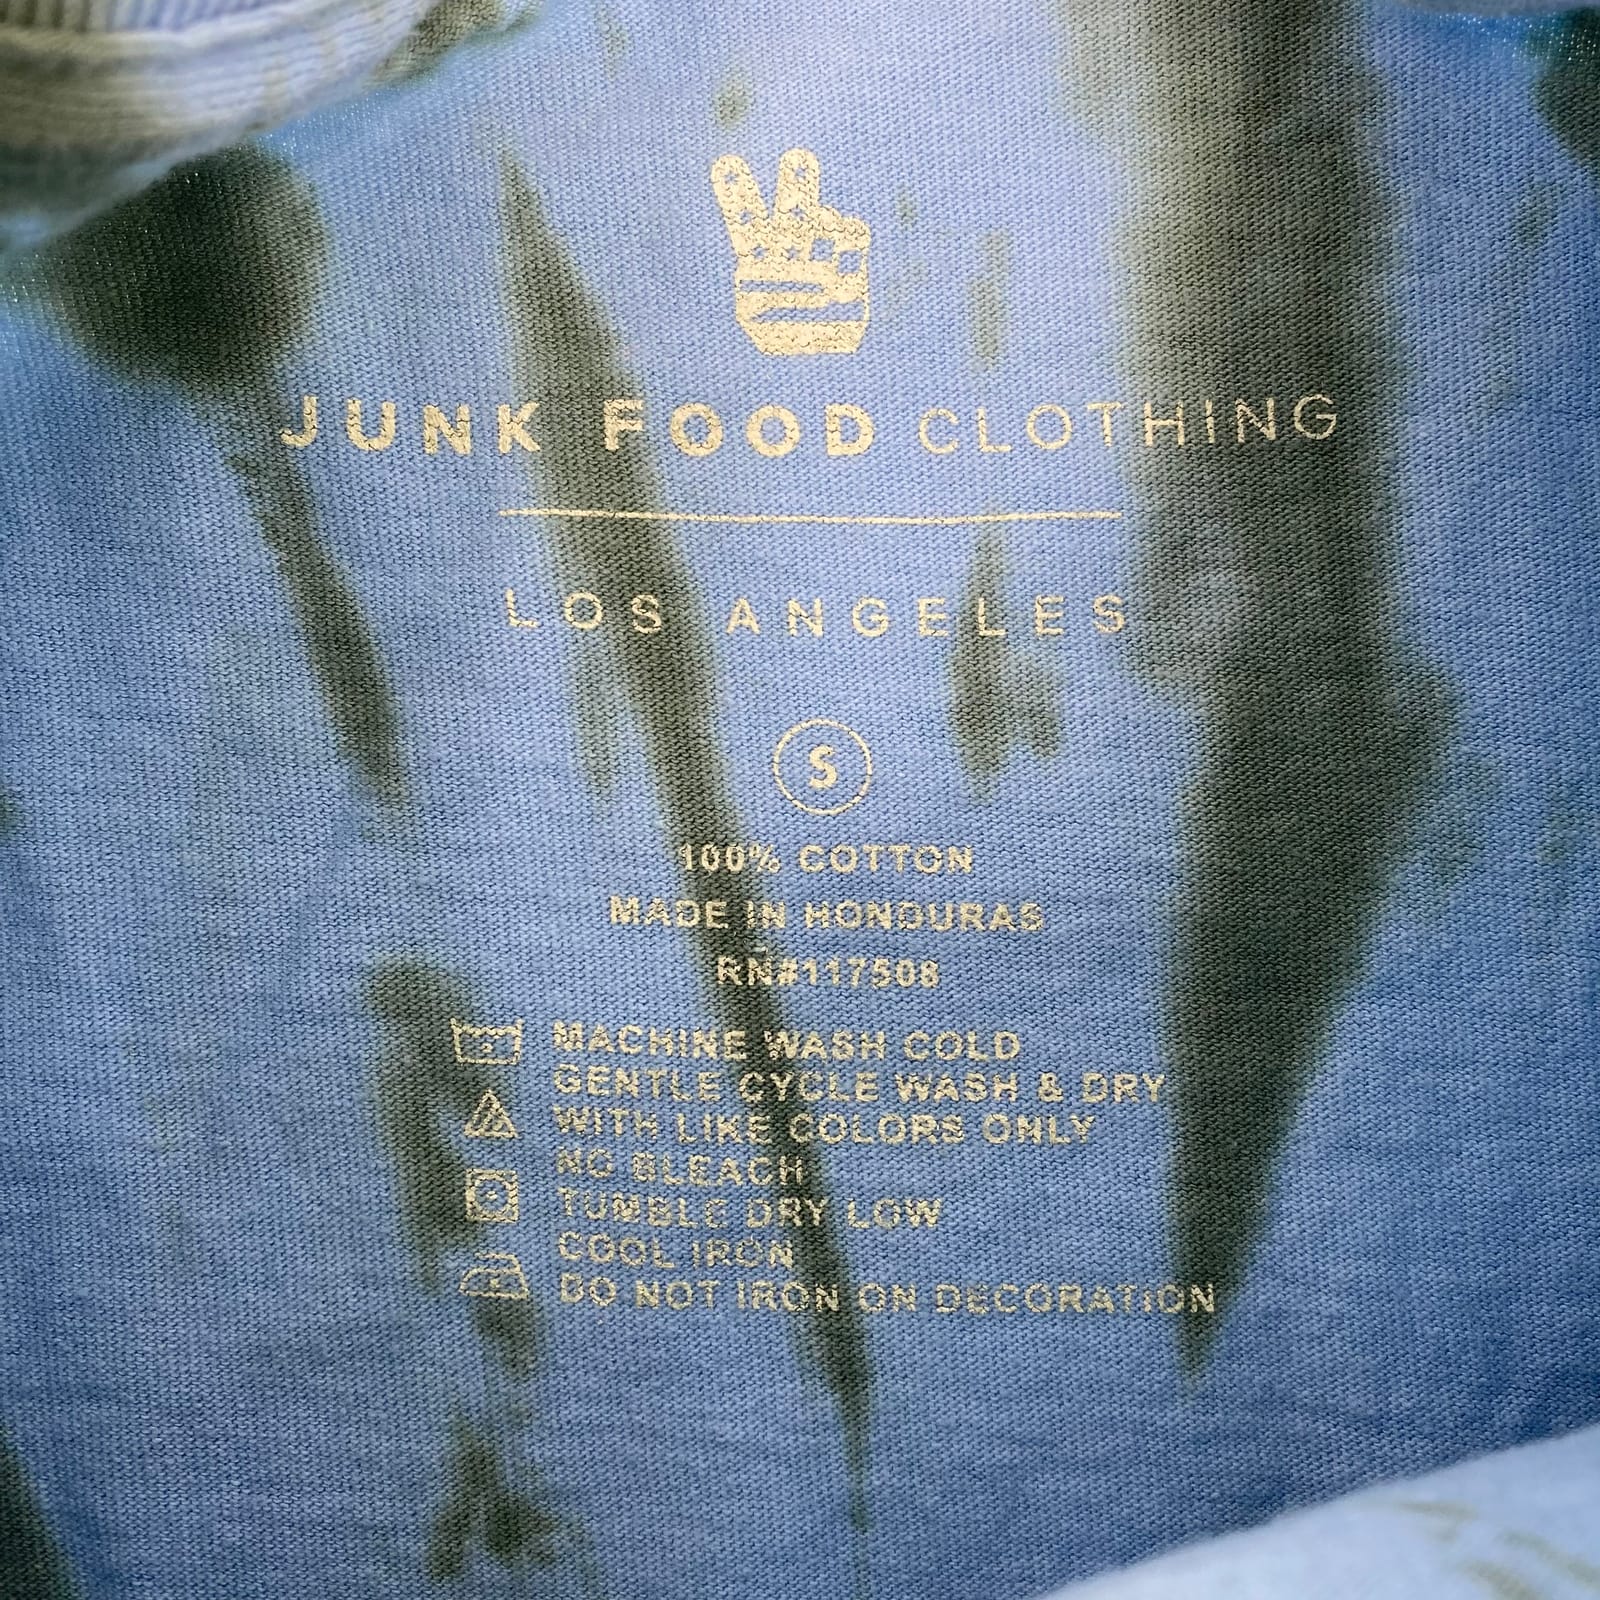 JUNK FOOD CLOTHING
LOS ANGELES
S
100% COTTON
MADE IN HONDURAS
RN#117508
MACHINE WASH COLD
GENTLE CYCLE WASH & DRY
WITH LIKE COLORS ONLY
NO BLEACH
TUMBLE DRY LOW
COOL IRON
DO NOT IRON ON DECORATION